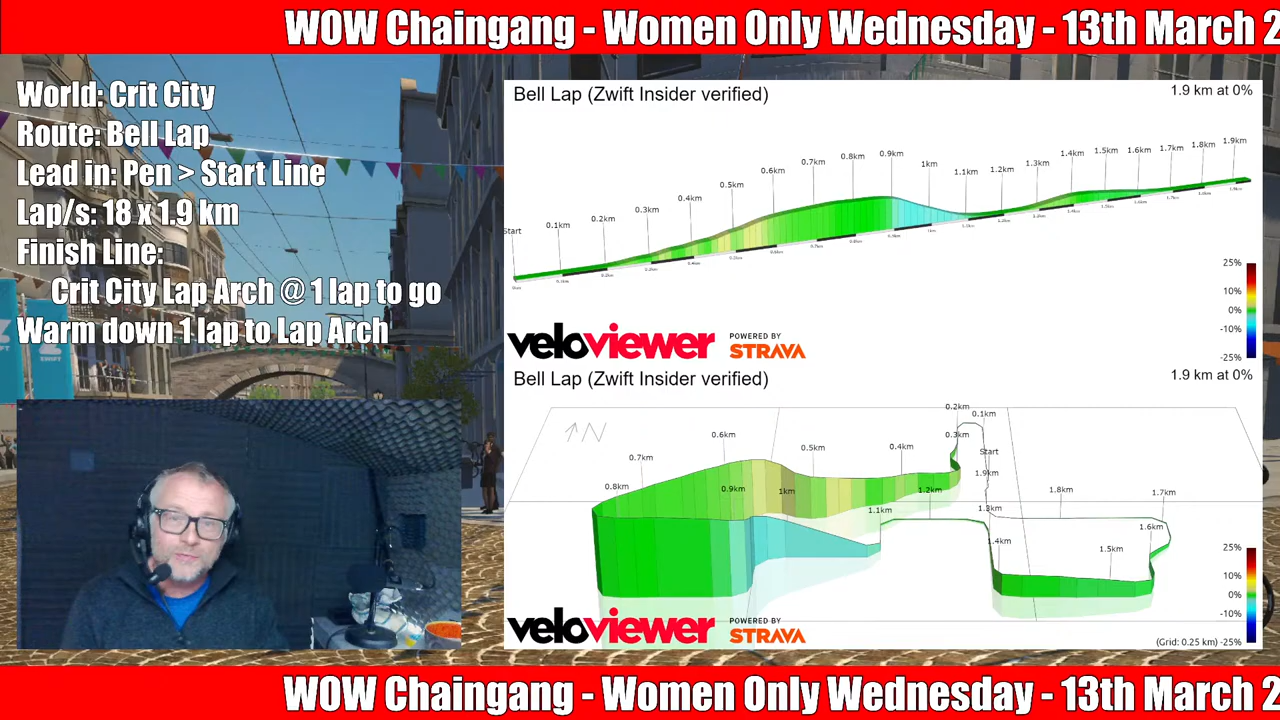 WOW Chaingang - Women Only Wednesday - 13th March 2
World: Crit City
Route: Bell Lap
Lead in: Pen > Start Line
Lap/s: 18 x 1.9 km
Finish Line:
Crit City Lap Arch @ 1 lap to go
Warm down 1 lap to Lap Arch
ZWIFT
Bell Lap (Zwift Insider verified)
1.9 km at 0%
Start
0.1km
0.2km
0.3km
0.4km
0.5km
0.6km
0.7km
0.8km
0.9km
1km
1.1km
1.2km
1.3km
1.4km
1.5km
1.6km
1.7km
1.8km
1.9km
25%
10%
0%
-10%
-25%
veloviewer
POWERED BY
STRAVA
Bell Lap (Zwift Insider verified)
1.9 km at 0%
N
0.2km
0.1km
0.6km
0.3km
0.5km
0.4km
Start
0.7km
1.9km
0.8km
0.9km
1km
1.2km
1.8km
1.7km
1.1km
1.3km
1.6km
1.4km
1.5km
25%
10%
0%
-10%
(Grid: 0.25 km) -25%
veloviewer
POWERED BY
STRAVA
WOW Chaingang - Women Only Wednesday - 13th March 2